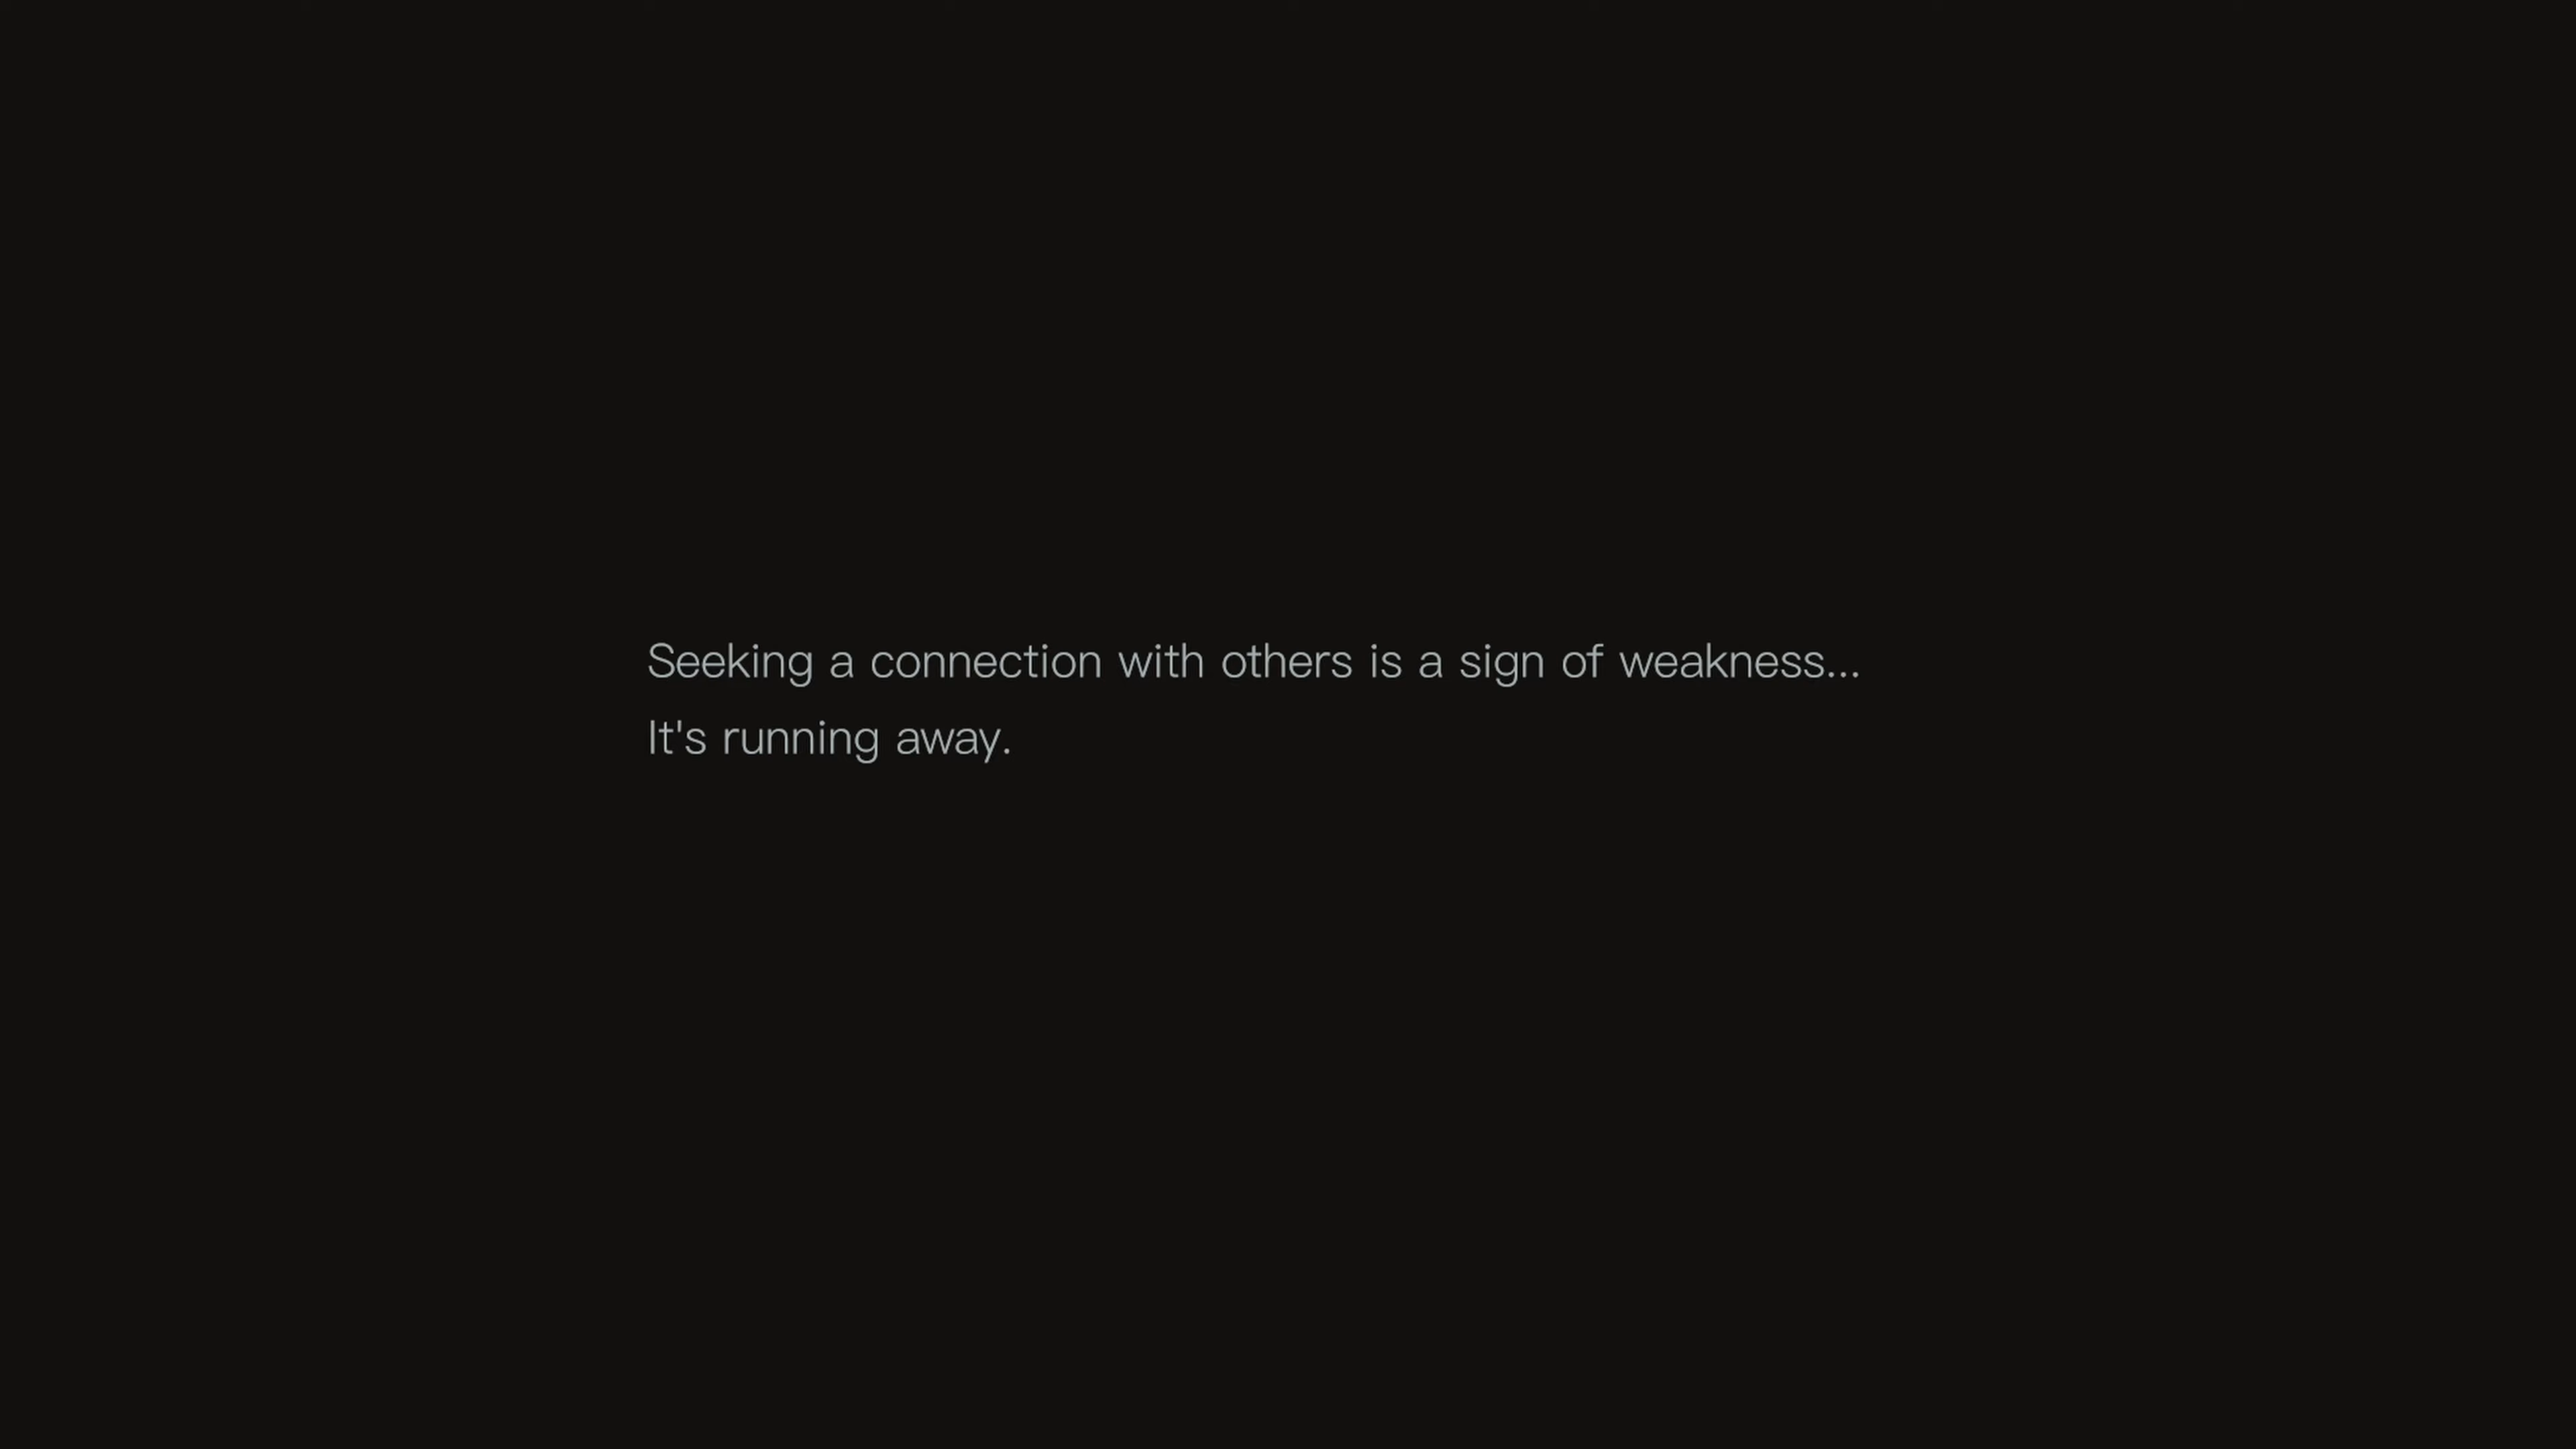 Seeking a connection with others is a sign of weakness...
It's running away.